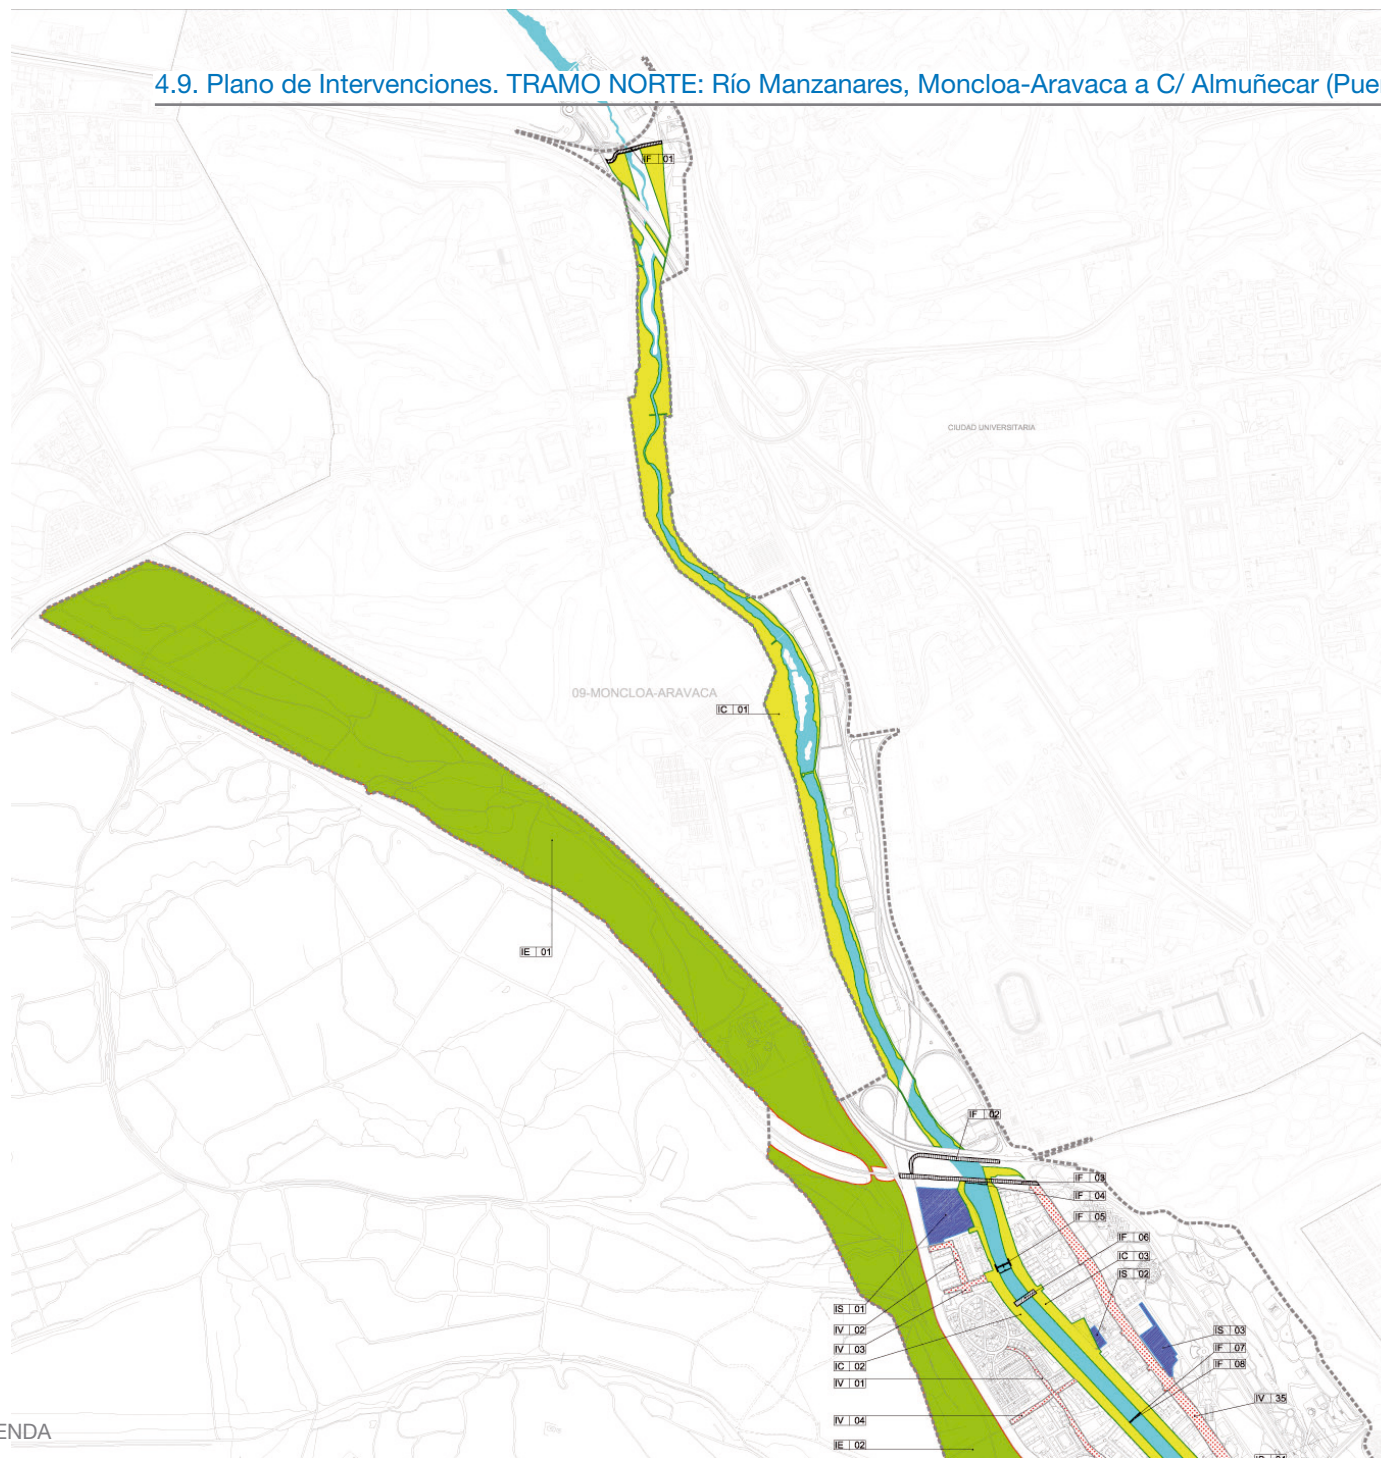 4.9. Plano de Intervenciones. TRAMO NORTE: Río Manzanares, Moncloa-Aravaca a C/ Almuñecar (Pue
IF 01
CIUDAD UNIVERSITARIA
09-MONCLOA-ARAVACA
IC 01
IE 01
IF 02
IF 03
IF 04
IF 05
IF 06
IC 03
IS 02
IS 01
IV 02
IS 03
IV 03
IF 07
IC 02
IF 08
IV 01
IV 35
IV 04
ENDA
IE 02